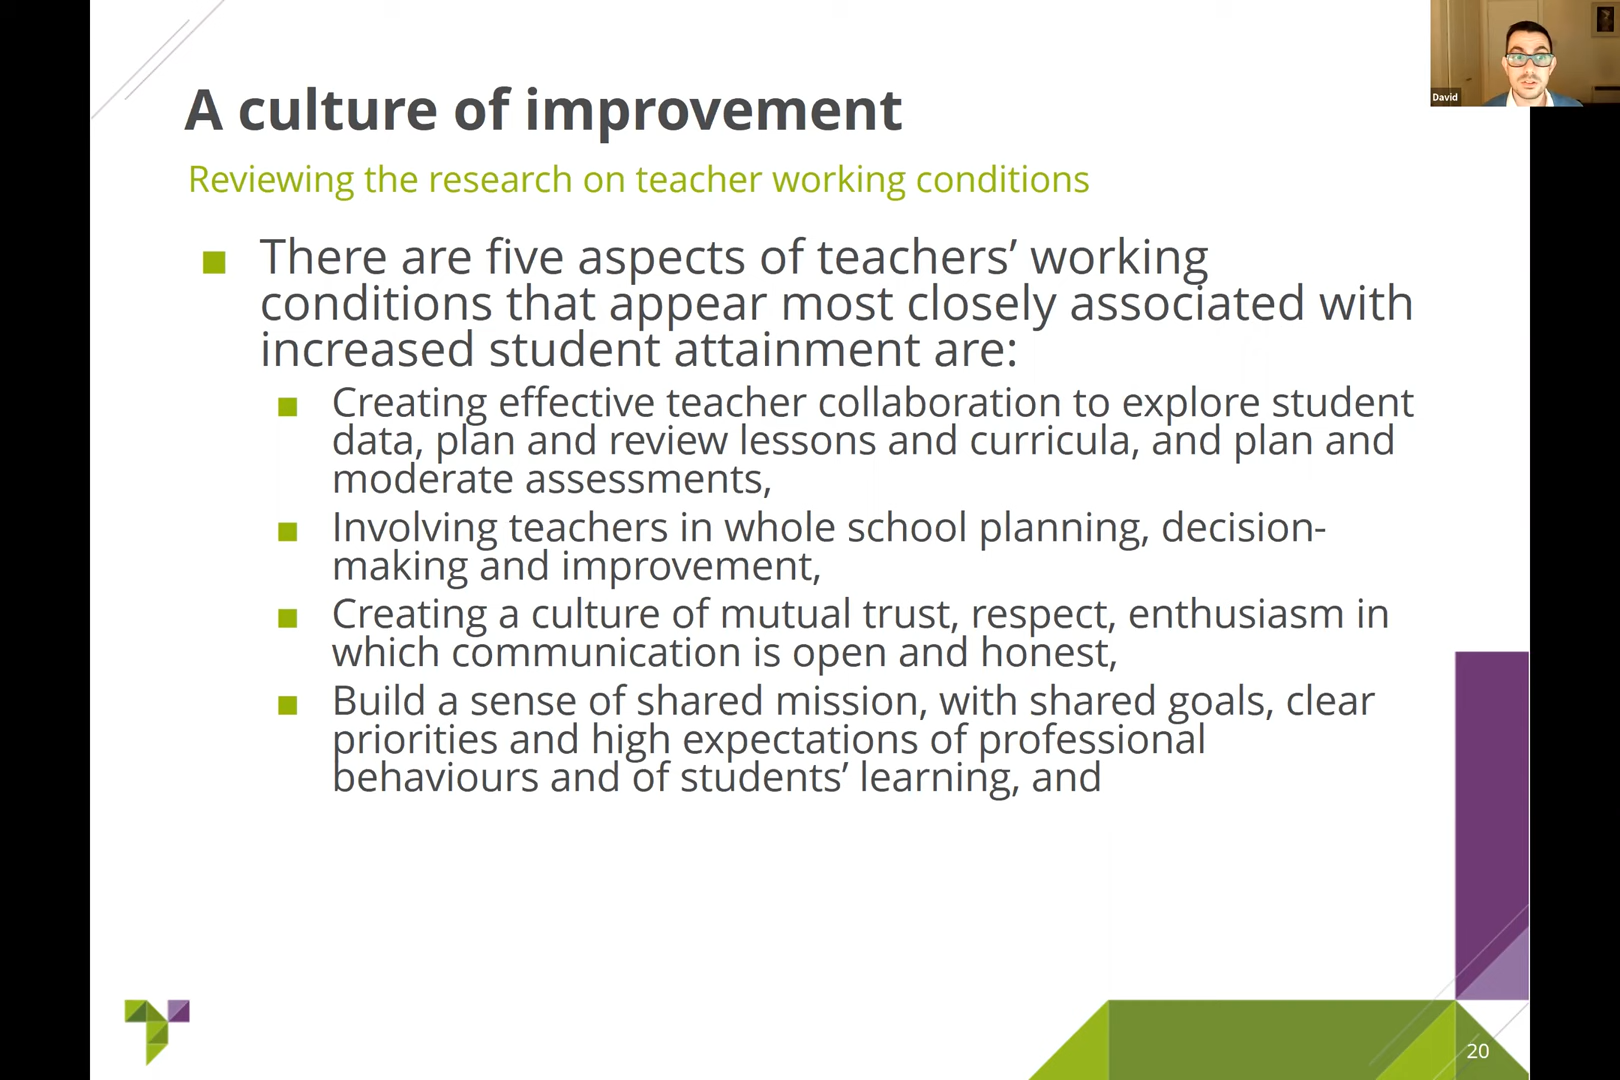 David
A culture of improvement
Reviewing the research on teacher working conditions
There are five aspects of teachers’ working
conditions that appear most closely associated with
increased student attainment are:
Creating effective teacher collaboration to explore student
data, plan and review lessons and curricula, and plan and
moderate assessments,
Involving teachers in whole school planning, decision-
making and improvement,
Creating a culture of mutual trust, respect, enthusiasm in
which communication is open and honest,
Build a sense of shared mission, with shared goals, clear
priorities and high expectations of professional
behaviours and of students’ learning, and
20